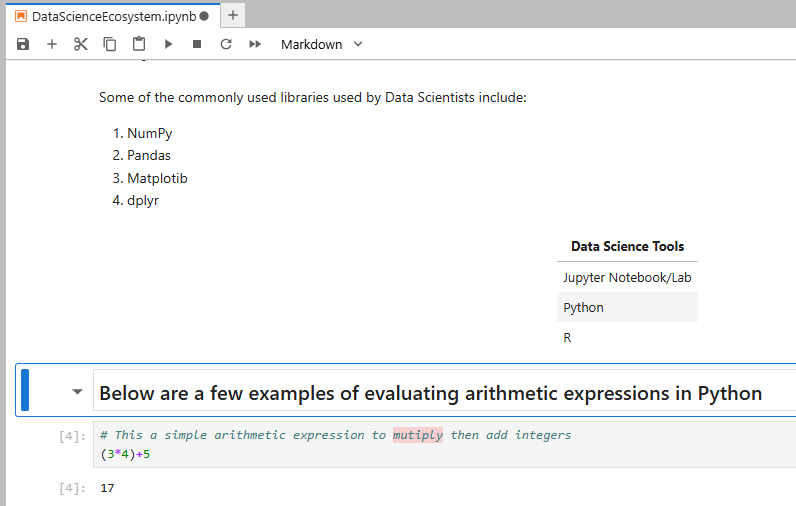 DataScienceEcosystem.ipynb
Markdown
Some of the commonly used libraries used by Data Scientists include:
1. NumPy
2. Pandas
3. Matplotib
4. dplyr
Data Science Tools
Jupyter Notebook/Lab
Python
R
Below are a few examples of evaluating arithmetic expressions in Python
[4]: # This a simple arithmetic expression to mutiply then add integers
(3*4)+5
[4]: 17